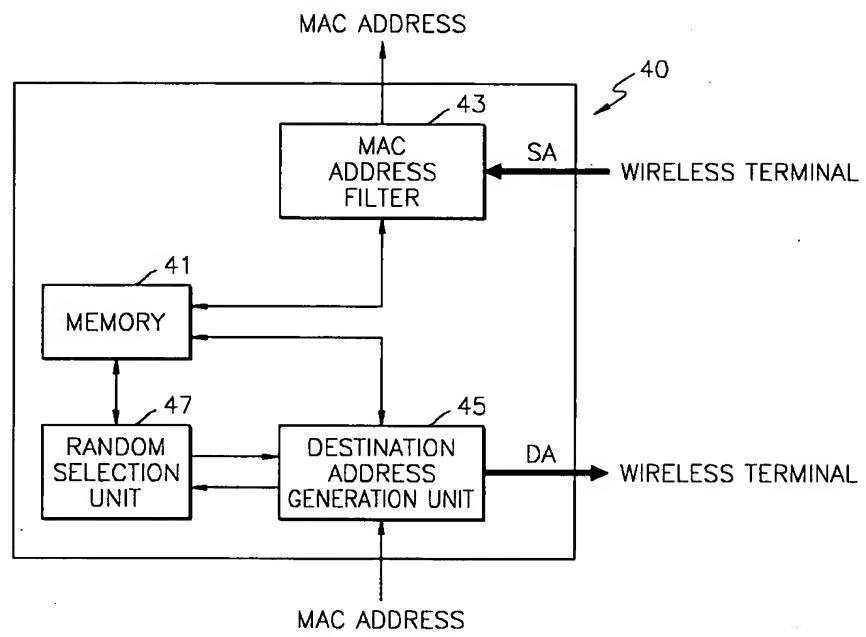 MAC ADDRESS
40
43
MAC
ADDRESS
FILTER
SA
WIRELESS TERMINAL
41
MEMORY
47
RANDOM
SELECTION
UNIT
45
DESTINATION
ADDRESS
GENERATION UNIT
DA
WIRELESS TERMINAL
MAC ADDRESS